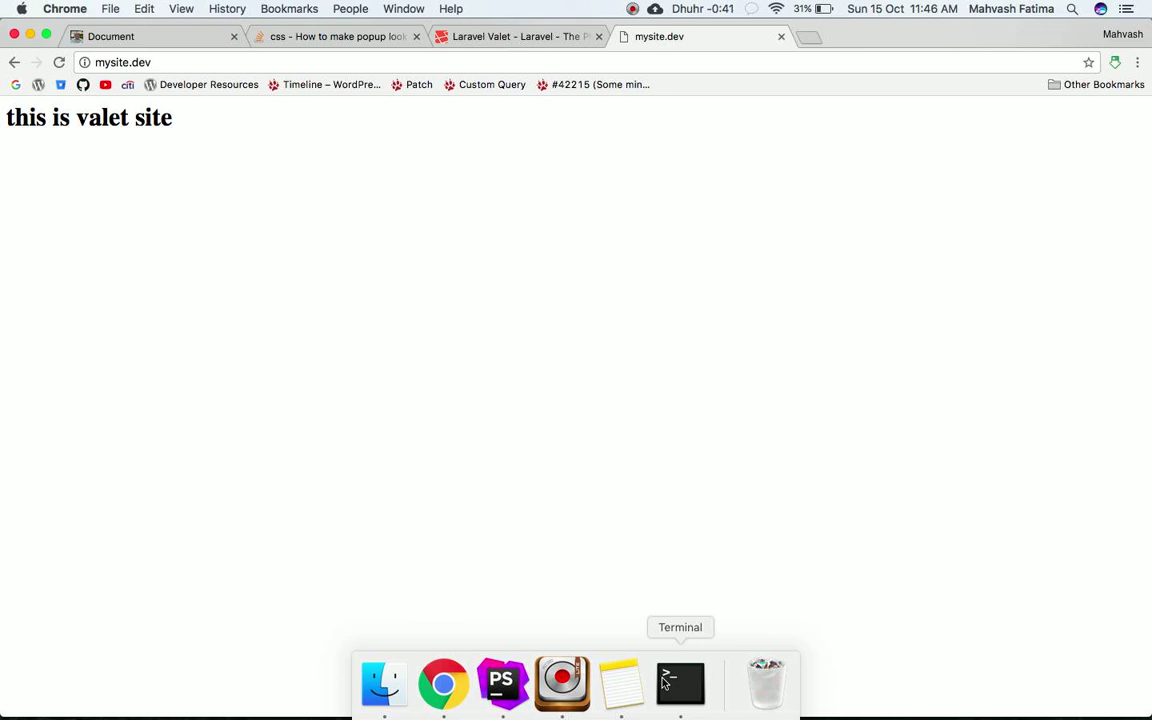 Chrome File Edit View History Bookmarks People Window Help Dhuhr -0:41 31% Sun 15 Oct 11:46 AM Mahvash Fatima
Document css - How to make popup look Laravel Valet - Laravel - The P mysite.dev Mahvash
mysite.dev
citi Developer Resources Timeline – WordPre... Patch Custom Query #42215 (Some min... Other Bookmarks
this is valet site
Terminal
PS
>_